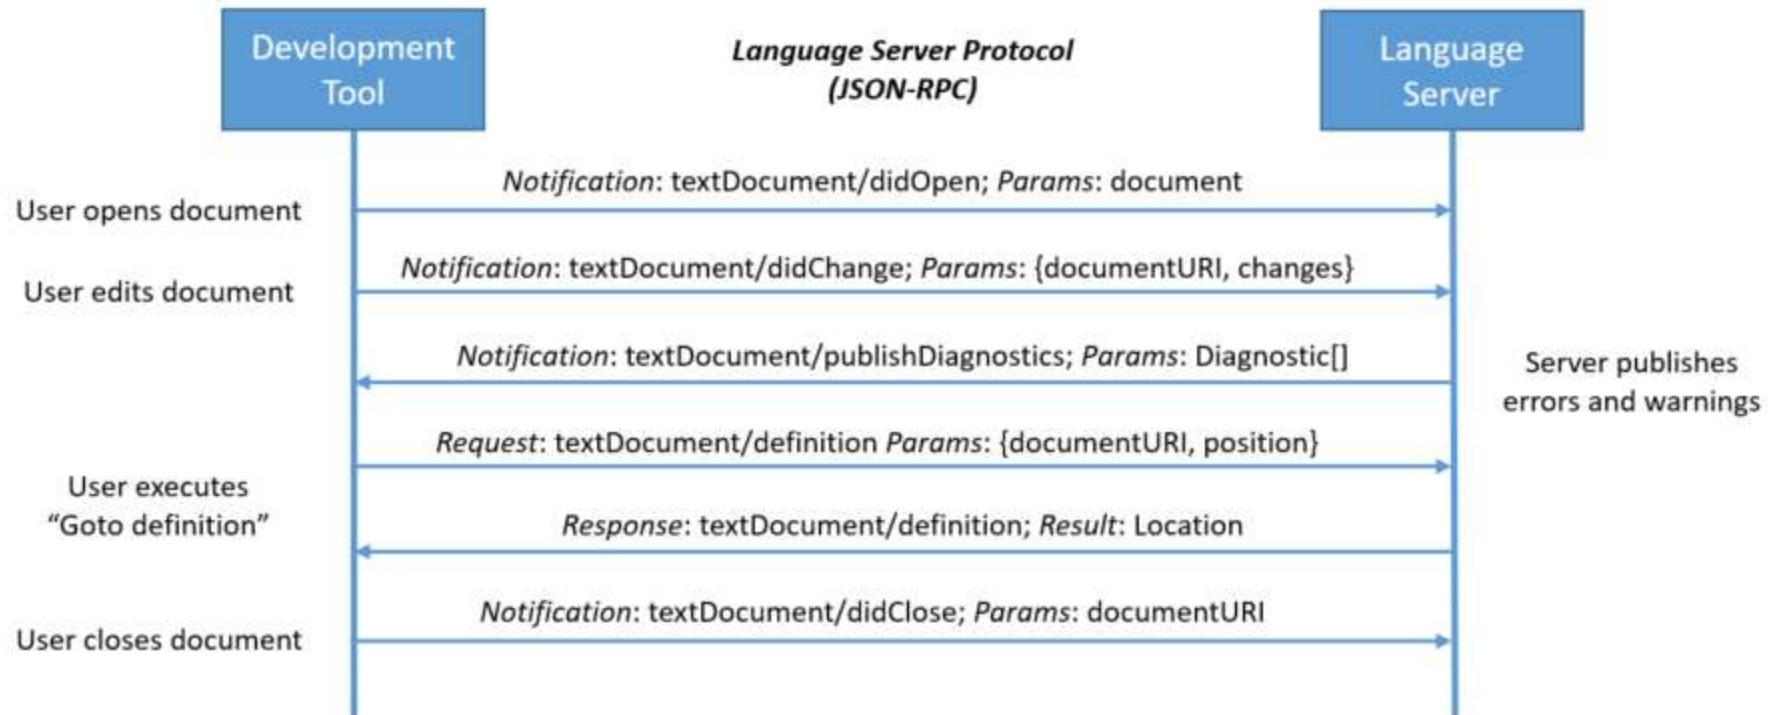 Development
Tool
Language Server Protocol
(JSON-RPC)
Language
Server
Notification: textDocument/didOpen; Params: document
User opens document
Notification: textDocument/didChange; Params: {documentURI, changes}
User edits document
Notification: textDocument/publishDiagnostics; Params: Diagnostic[]
Server publishes
errors and warnings
Request: textDocument/definition Params: {documentURI, position}
User executes
“Goto definition”
Response: textDocument/definition; Result: Location
Notification: textDocument/didClose; Params: documentURI
User closes document